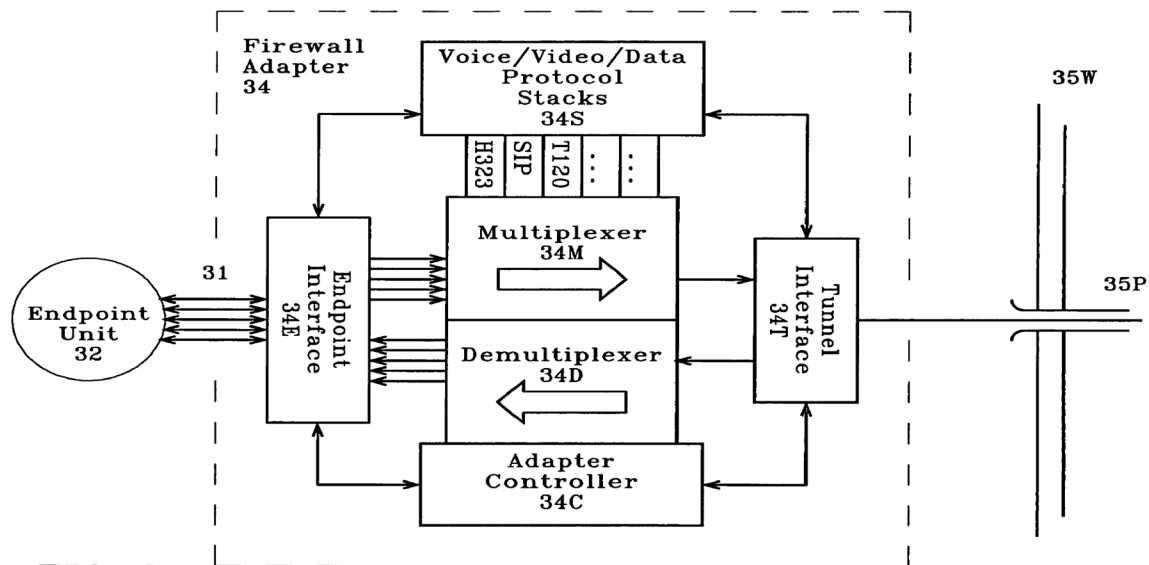 Firewall
Adapter
34
Voice/Video/Data
Protocol
Stacks
34S
H323
SIP
T120
...
...
35W
Multiplexer
34M
31
Endpoint
Interface
34E
Tunnel
Interface
34T
35P
Endpoint
Unit
32
Demultiplexer
34D
Adapter
Controller
34C